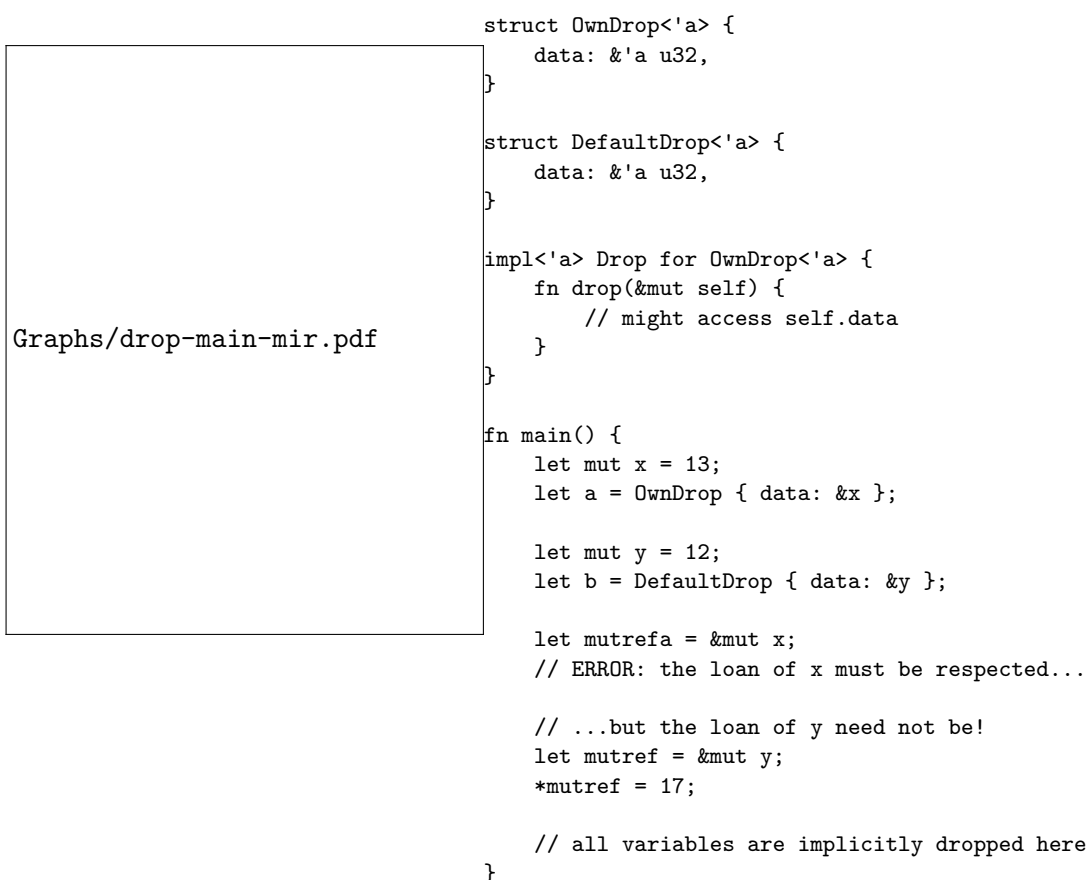 Graphs/drop-main-mir.pdf
struct OwnDrop<'a> {
    data: &'a u32,
}

struct DefaultDrop<'a> {
    data: &'a u32,
}

impl<'a> Drop for OwnDrop<'a> {
    fn drop(&mut self) {
        // might access self.data
    }
}

fn main() {
    let mut x = 13;
    let a = OwnDrop { data: &x };

    let mut y = 12;
    let b = DefaultDrop { data: &y };

    let mutrefa = &mut x;
    // ERROR: the loan of x must be respected...

    // ...but the loan of y need not be!
    let mutref = &mut y;
    *mutref = 17;

    // all variables are implicitly dropped here
}